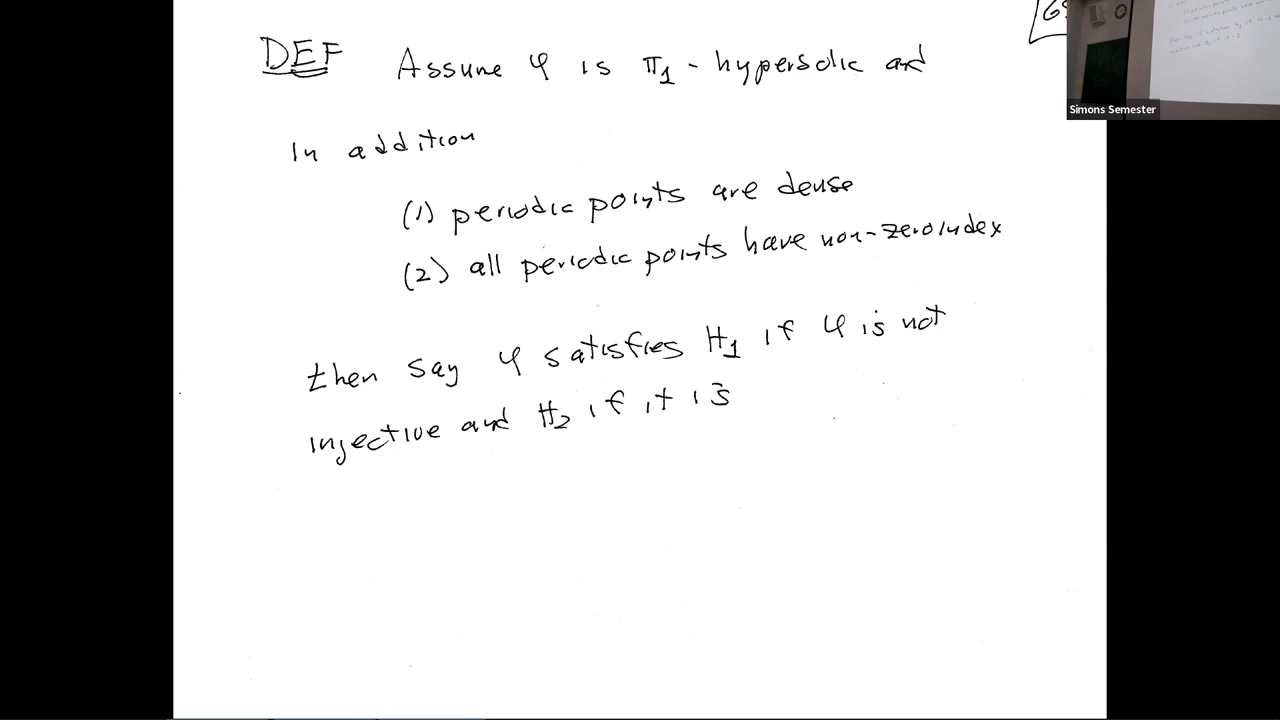 DEF Assume φ is π₁ - hyperbolic and
In addition
(1) periodic points are dense
(2) all periodic points have non-zero index
then say φ satisfies H₁ if φ is not
injective and H₂ if it is
Simons Semester